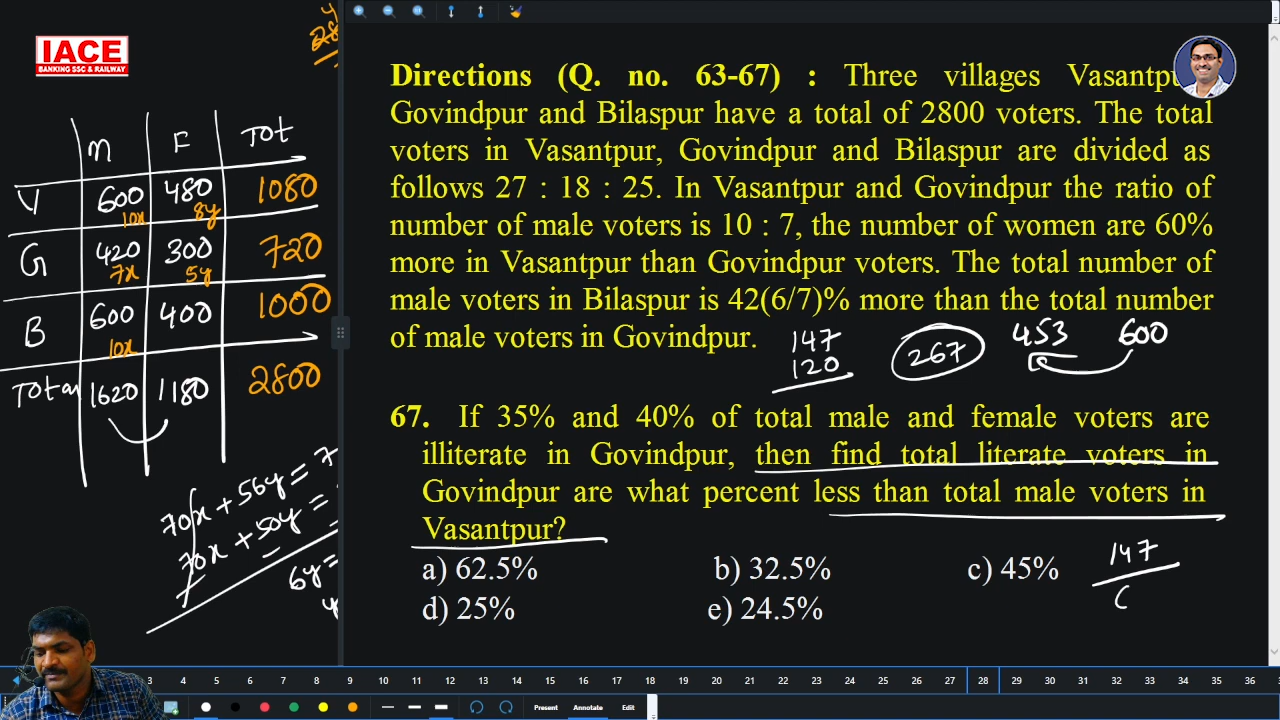 IACE
BANKING SSC & RAILWAY
M F Tot
V 600 480 1080
10x 8y
G 420 300 720
7x 5y
B 600 400 1000
10x
Total 1620 1180 2800
70x + 56y = 7
70x + 50y =
6y =
Directions (Q. no. 63-67) : Three villages
Govindpur and Bilaspur have a total of 2800 voters. The total
voters in Vasantpur, Govindpur and Bilaspur are divided as
follows 27 : 18 : 25. In Vasantpur and Govindpur the ratio of
number of male voters is 10 : 7, the number of women are 60%
more in Vasantpur than Govindpur voters. The total number of
male voters in Bilaspur is 42(6/7)% more than the total number
of male voters in Govindpur.
147
120
267
453 600
67. If 35% and 40% of total male and female voters are
illiterate in Govindpur, then find total literate voters in
Govindpur are what percent less than total male voters in
Vasantpur?
a) 62.5% b) 32.5% c) 45%
d) 25% e) 24.5%
147
3 4 5 6 7 8 9 10 11 12 13 14 15 16 17 18 19 20 21 22 23 24 25 26 27 28 29 30 31 32 33 34 35 36
Present Annotate Edit